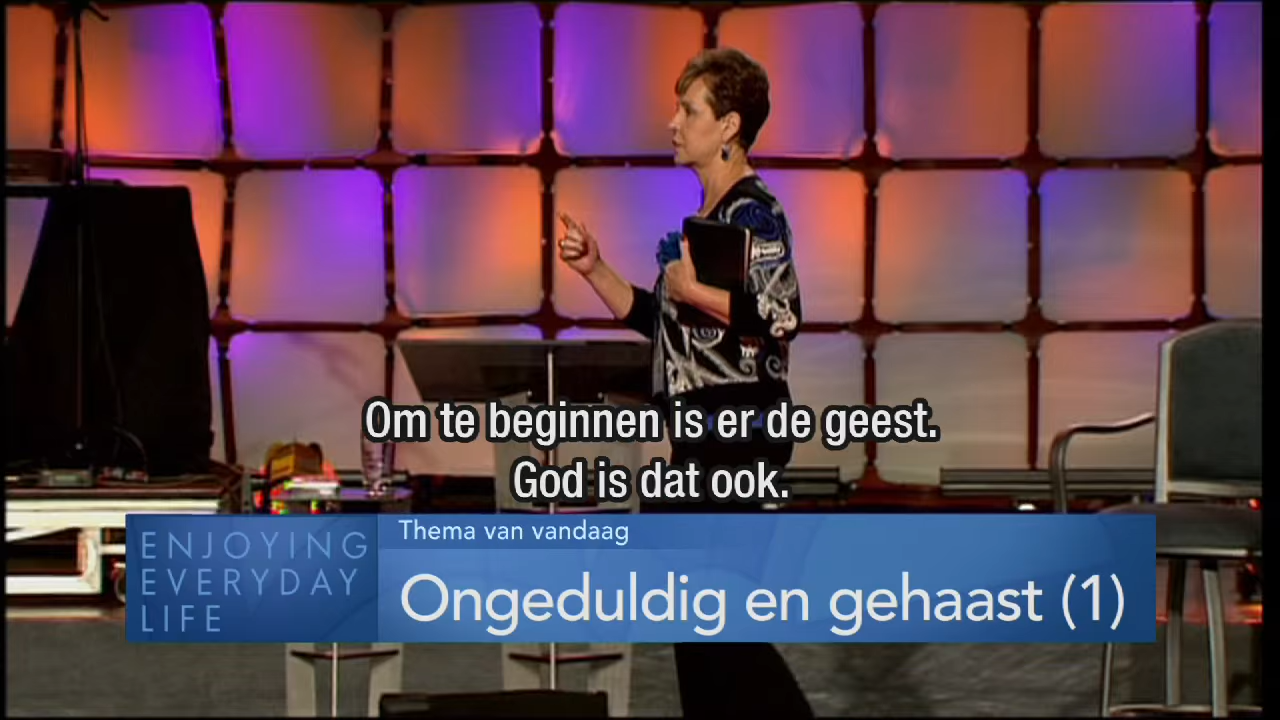 Om te beginnen is er de geest.
God is dat ook.
Thema van vandaag
ENJOYING
EVERYDAY
LIFE
Ongeduldig en gehaast (1)